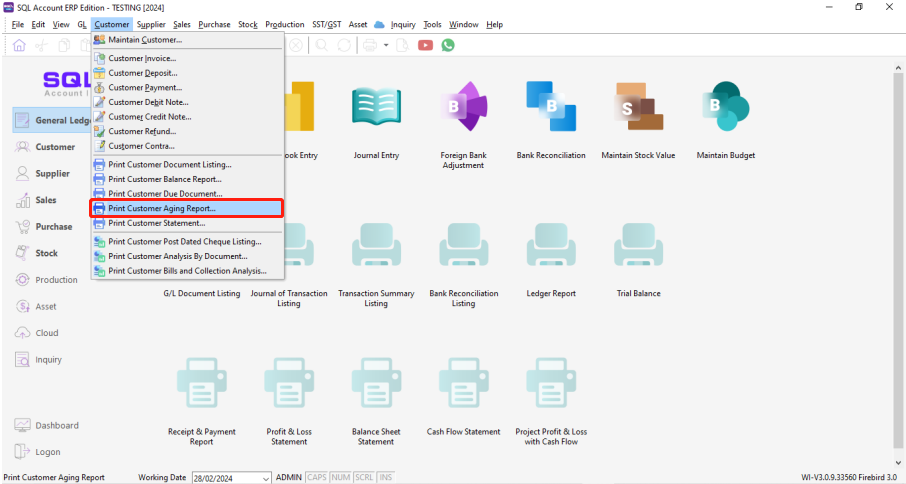 SQL Account ERP Edition - TESTING [2024]
File Edit View GL Customer Supplier Sales Purchase Stock Production SST/GST Asset Inquiry Tools Window Help
Maintain Customer...
Customer Invoice...
Customer Deposit...
Customer Payment...
Customer Debit Note...
Customer Credit Note...
Customer Refund...
Customer Contra...
Print Customer Document Listing...
Print Customer Balance Report...
Print Customer Due Document...
Print Customer Aging Report...
Print Customer Statement...
Print Customer Post Dated Cheque Listing...
Print Customer Analysis By Document...
Print Customer Bills and Collection Analysis...
SQL
Account
General Ledg
Customer
Supplier
Sales
Purchase
Stock
Production
Asset
Cloud
Inquiry
Dashboard
Logon
ook Entry
Journal Entry
B
Foreign Bank
Adjustment
B
Bank Reconciliation
S
Maintain Stock Value
B
Maintain Budget
G/L Document Listing
Journal of Transaction
Listing
Transaction Summary
Listing
Bank Reconciliation
Listing
Ledger Report
Trial Balance
Receipt & Payment
Report
Profit & Loss
Statement
Balance Sheet
Statement
Cash Flow Statement
Project Profit & Loss
with Cash Flow
Print Customer Aging Report Working Date 28/02/2024 ADMIN CAPS NUM SCRL INS WI-V3.0.9.33560 Firebird 3.0